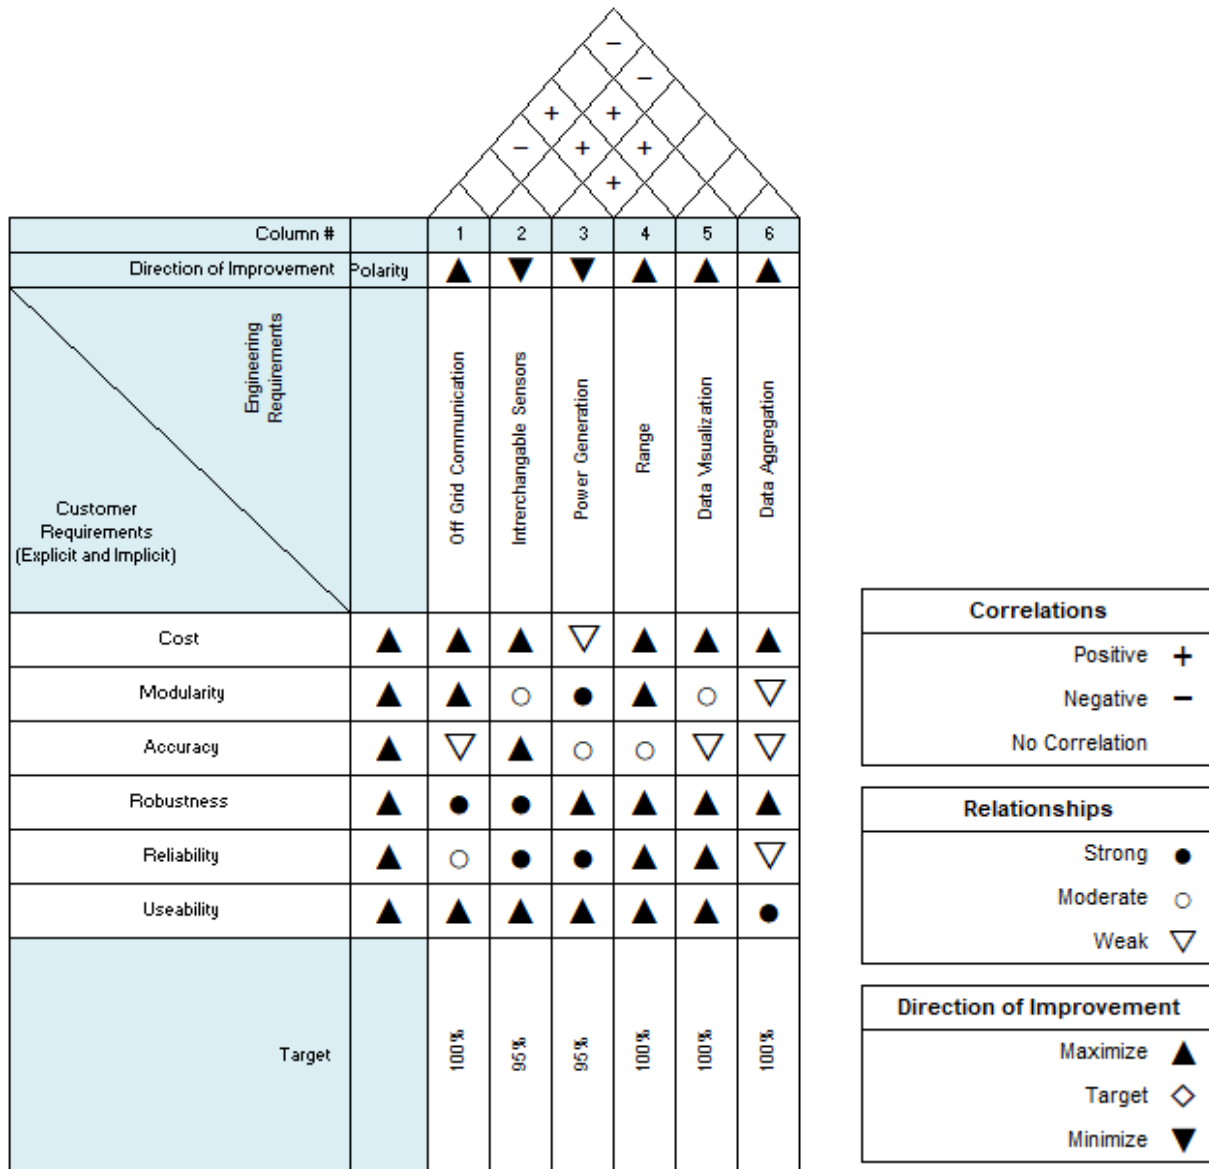 −
−
+ +
− + +
+
Column # 1 2 3 4 5 6
Direction of Improvement Polarity ▲ ▼ ▼ ▲ ▲ ▲
Engineering
Requirements
Customer
Requirements
(Explicit and Implicit)
Off Grid Communication
Intrerchangable Sensors
Power Generation
Range
Data Visualization
Data Aggregation
Cost ▲ ▲ ▲ ▽ ▲ ▲ ▲
Modularity ▲ ▲ ○ ● ▲ ○ ▽
Accuracy ▲ ▽ ▲ ○ ○ ▽ ▽
Robustness ▲ ● ● ▲ ▲ ▲ ▲
Reliability ▲ ○ ● ● ▲ ▲ ▽
Useability ▲ ▲ ▲ ▲ ▲ ▲ ●
Target 100% 95% 95% 100% 100% 100%
Correlations
Positive +
Negative −
No Correlation
Relationships
Strong ●
Moderate ○
Weak ▽
Direction of Improvement
Maximize ▲
Target ◇
Minimize ▼